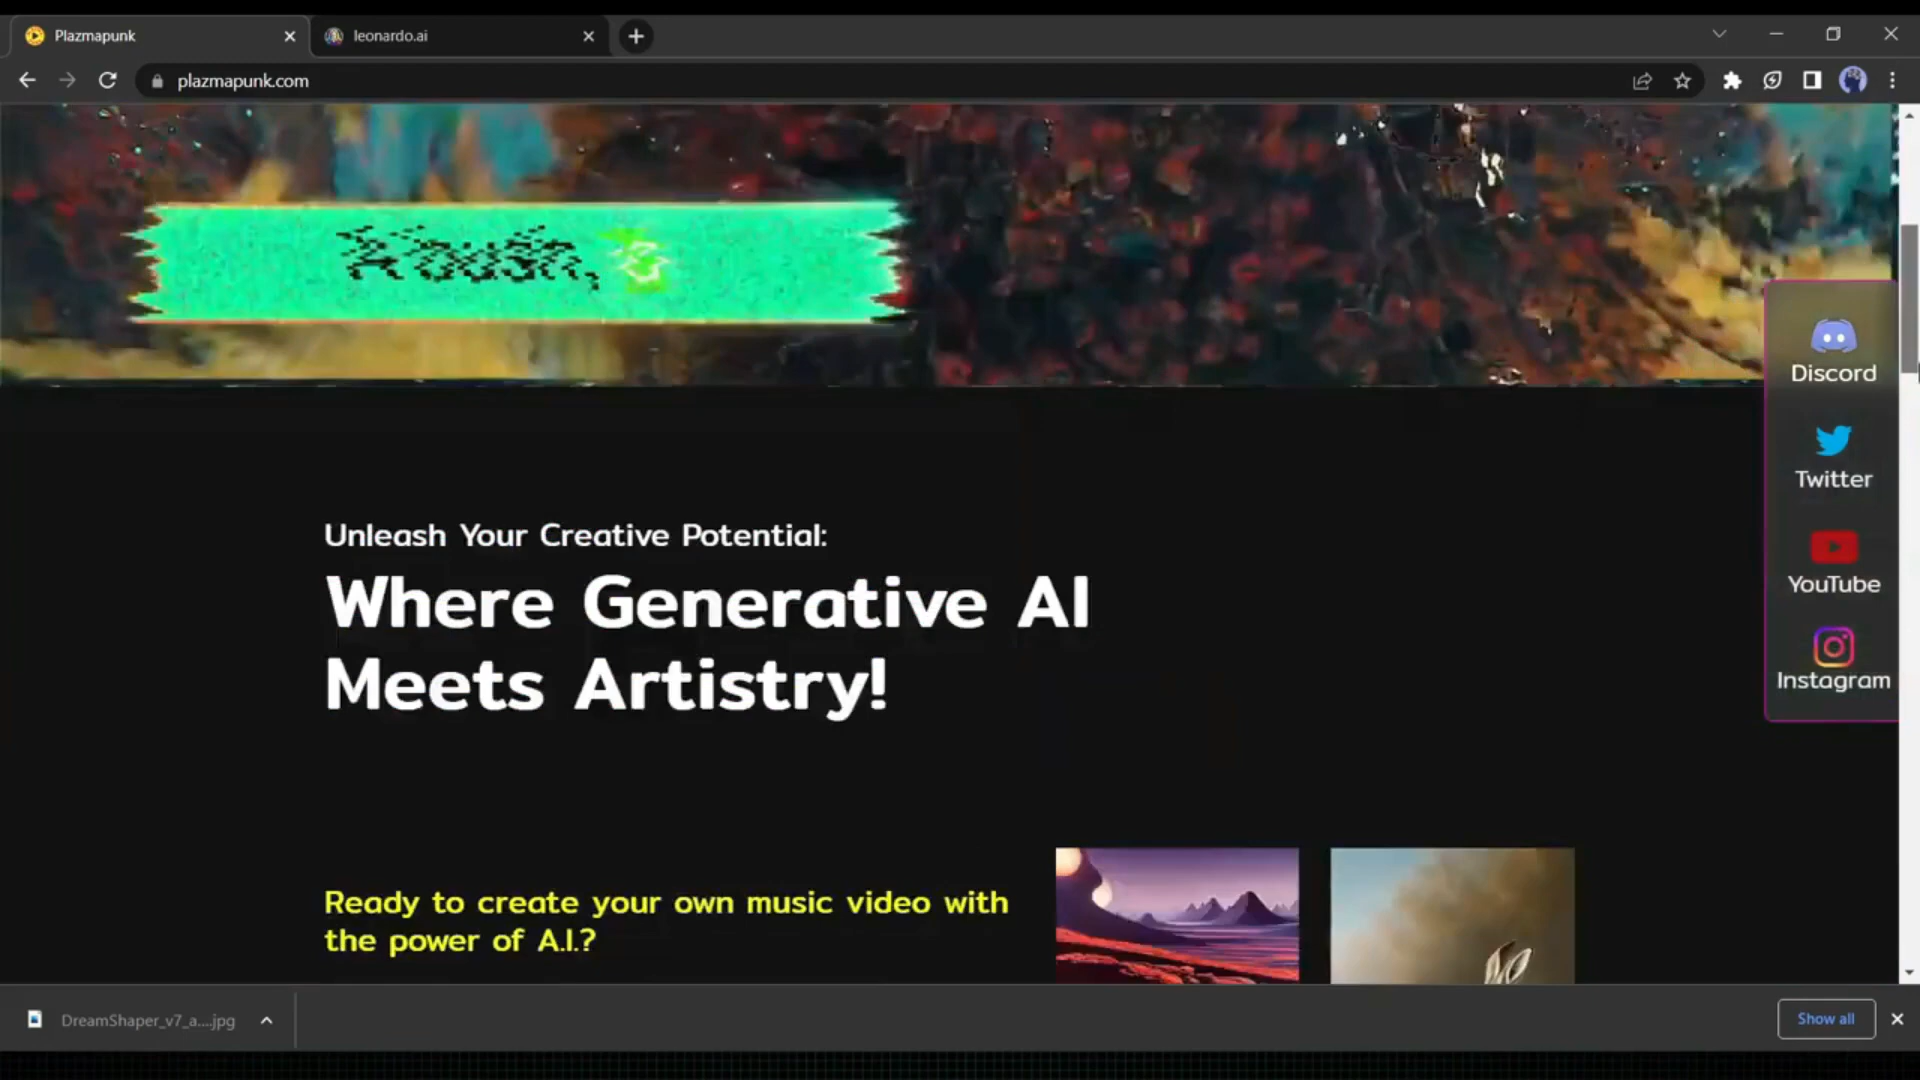 Plazmapunk
leonardo.ai
plazmapunk.com
Discord
Twitter
YouTube
Instagram
Unleash Your Creative Potential:
Where Generative AI
Meets Artistry!
Ready to create your own music video with
the power of A.I.?
DreamShaper_v7_a....jpg
Show all